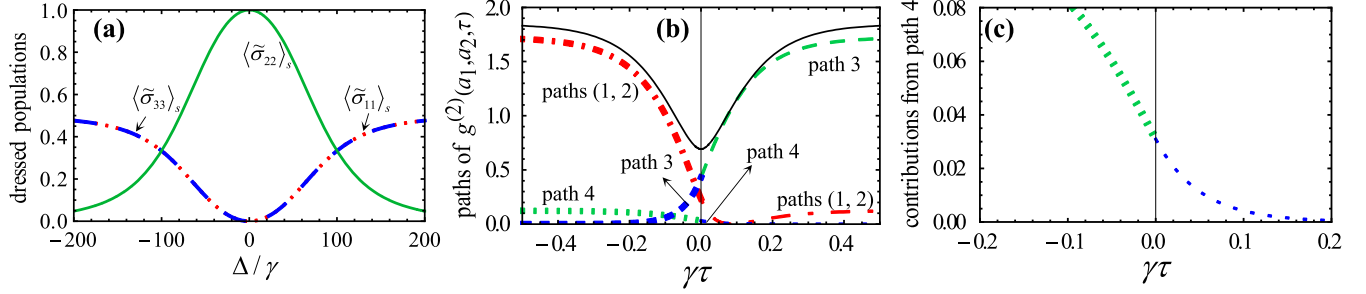 (a)
dressed populations
1.0
0.8
0.6
0.4
0.2
0.0
⟨σ̃₂₂⟩ₛ
⟨σ̃₃₃⟩ₛ
⟨σ̃₁₁⟩ₛ
−200
−100
0
100
200
Δ / γ
(b)
paths of g⁽²⁾(a₁,a₂,τ)
2.0
1.5
1.0
0.5
0.0
path 3
paths (1, 2)
path 3
path 4
path 4
paths (1, 2)
−0.4
−0.2
0.0
0.2
0.4
γτ
(c)
contributions from path 4
0.08
0.06
0.04
0.02
0.00
−0.2
−0.1
0.0
0.1
0.2
γτ